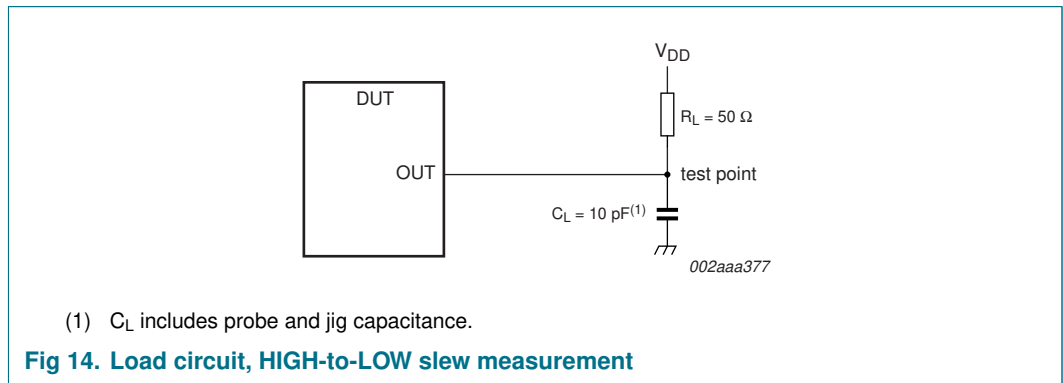 V_DD
DUT
R_L = 50 Ω
OUT
test point
C_L = 10 pF(1)
002aaa377
(1) C_L includes probe and jig capacitance.
Fig 14. Load circuit, HIGH-to-LOW slew measurement